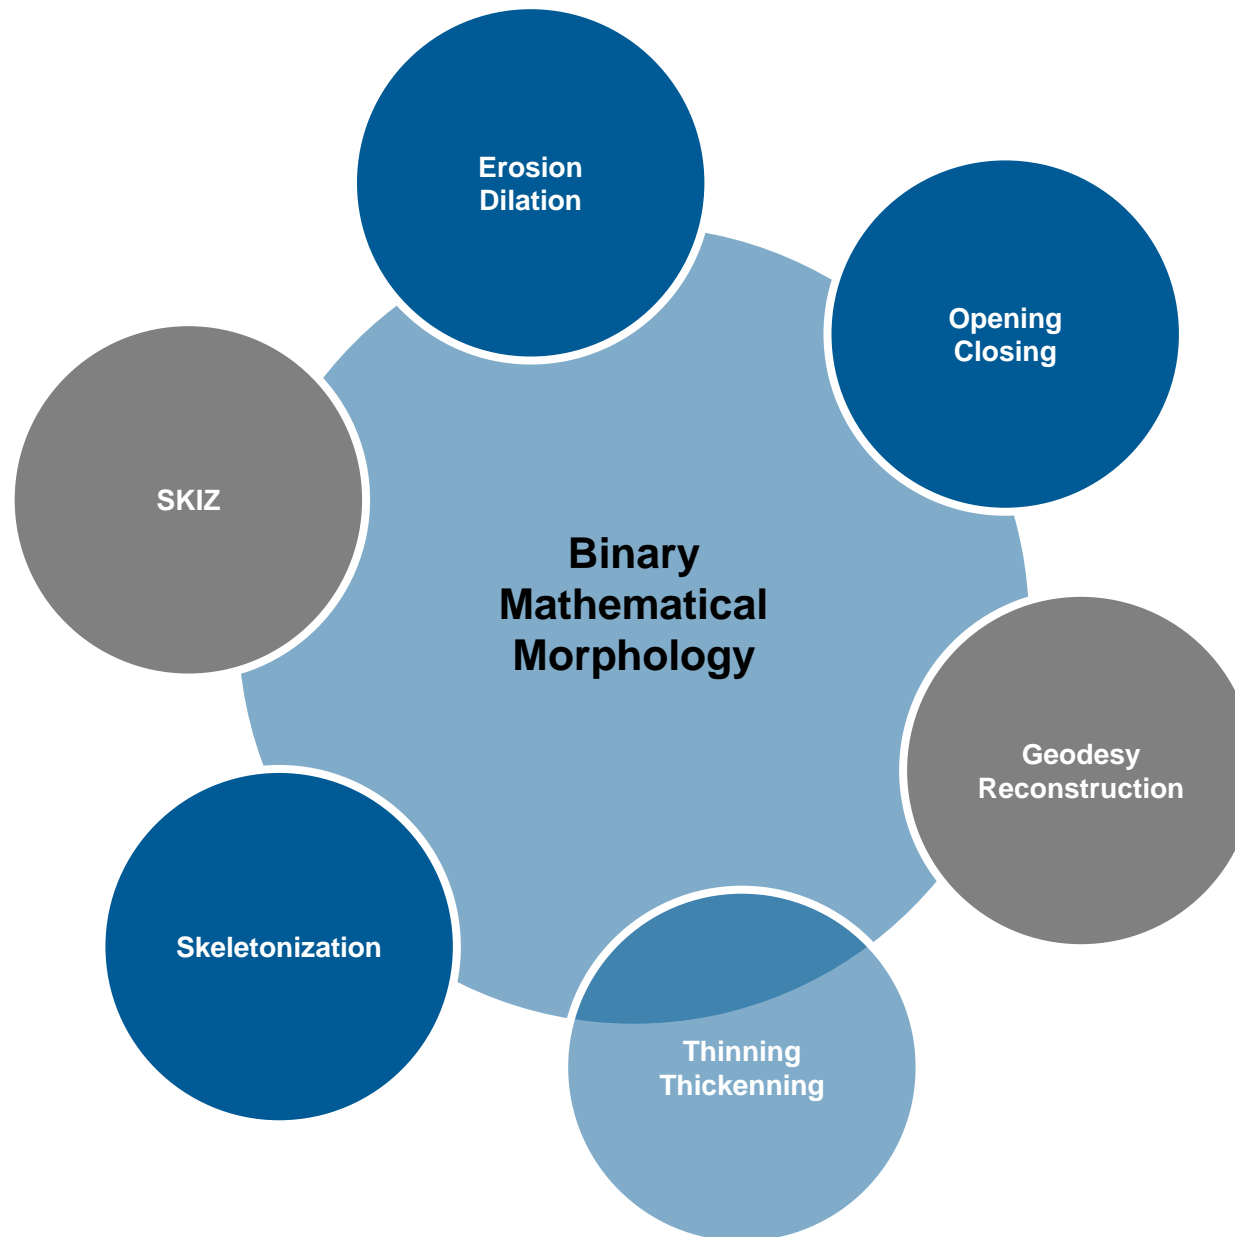 Erosion
Dilation
Opening
Closing
SKIZ
Binary
Mathematical
Morphology
Geodesy
Reconstruction
Skeletonization
Thinning
Thickenning